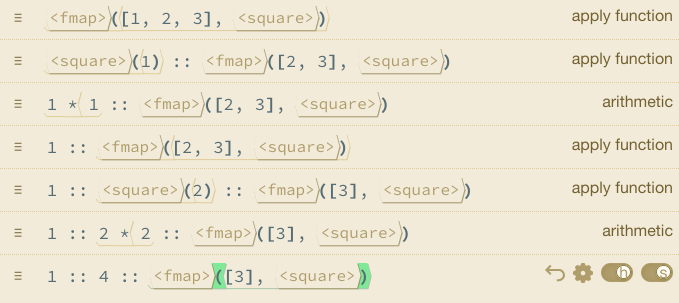 <fmap>([1, 2, 3], <square>) apply function
<square>(1) :: <fmap>([2, 3], <square>) apply function
1 * 1 :: <fmap>([2, 3], <square>) arithmetic
1 :: <fmap>([2, 3], <square>) apply function
1 :: <square>(2) :: <fmap>([3], <square>) apply function
1 :: 2 * 2 :: <fmap>([3], <square>) arithmetic
1 :: 4 :: <fmap>([3], <square>) h s